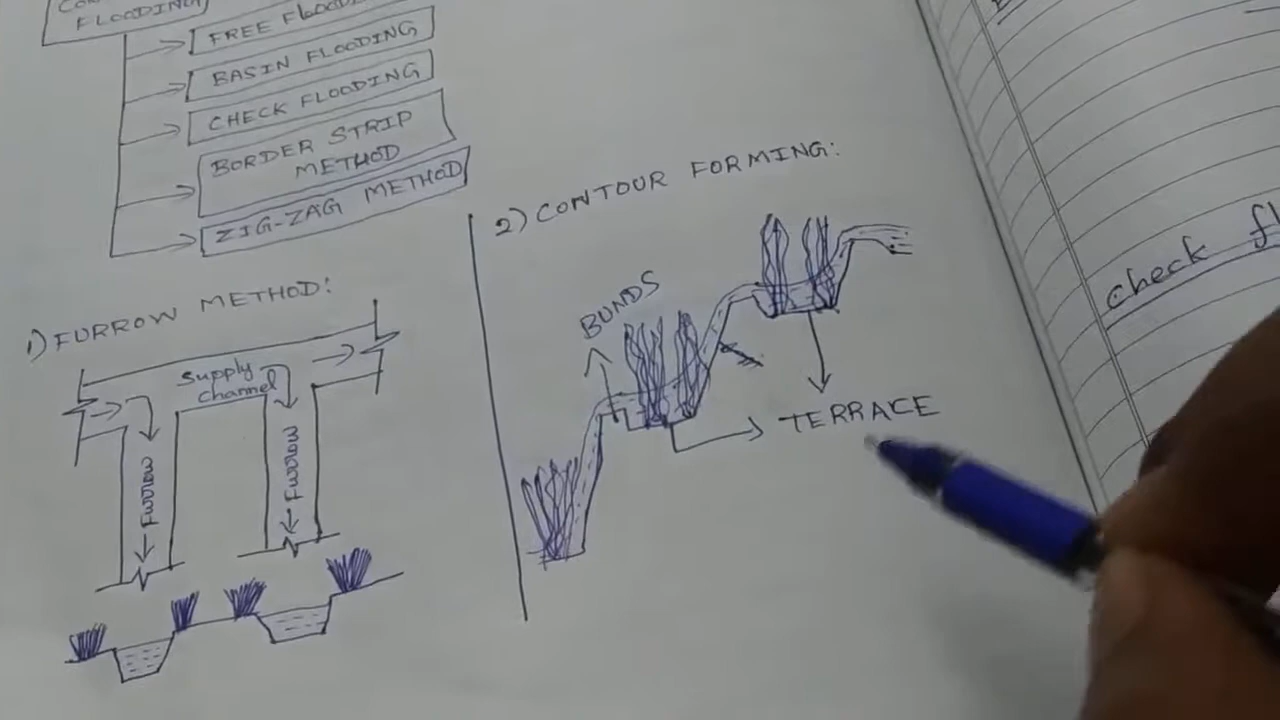 FLOODING
FREE
BASIN FLOODING
CHECK FLOODING
BORDER STRIP
METHOD
ZIG-ZAG METHOD
1) FURROW METHOD:
Supply
channel
Furrow
Furrow
2) CONTOUR FORMING:
BUNDS
TERRACE
check